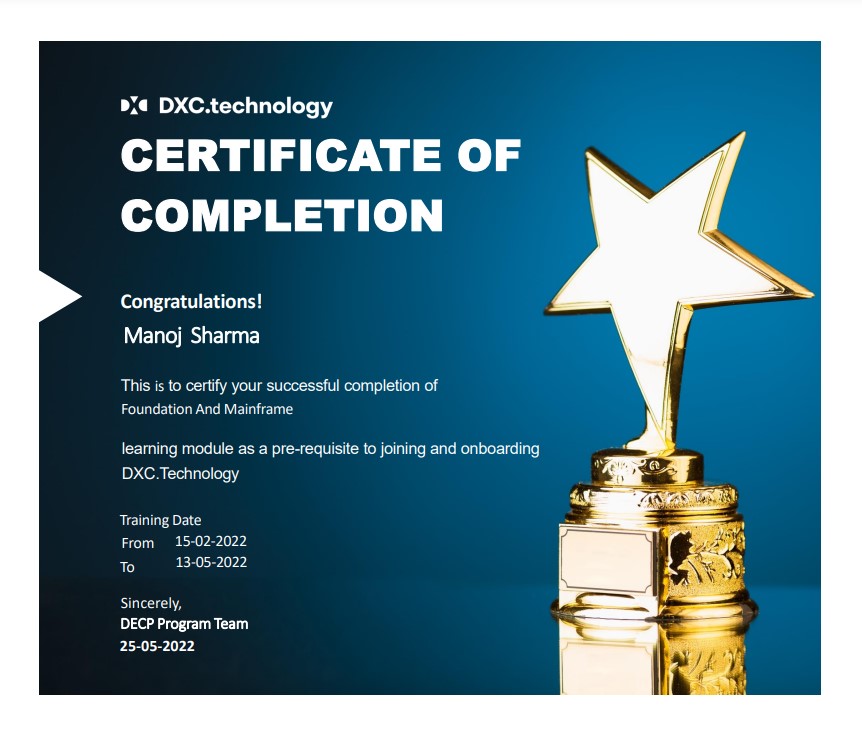 DXC.technology
CERTIFICATE OF
COMPLETION
Congratulations!
Manoj Sharma
This is to certify your successful completion of
Foundation And Mainframe
learning module as a pre-requisite to joining and onboarding
DXC.Technology
Training Date
From 15-02-2022
To 13-05-2022
Sincerely,
DECP Program Team
25-05-2022